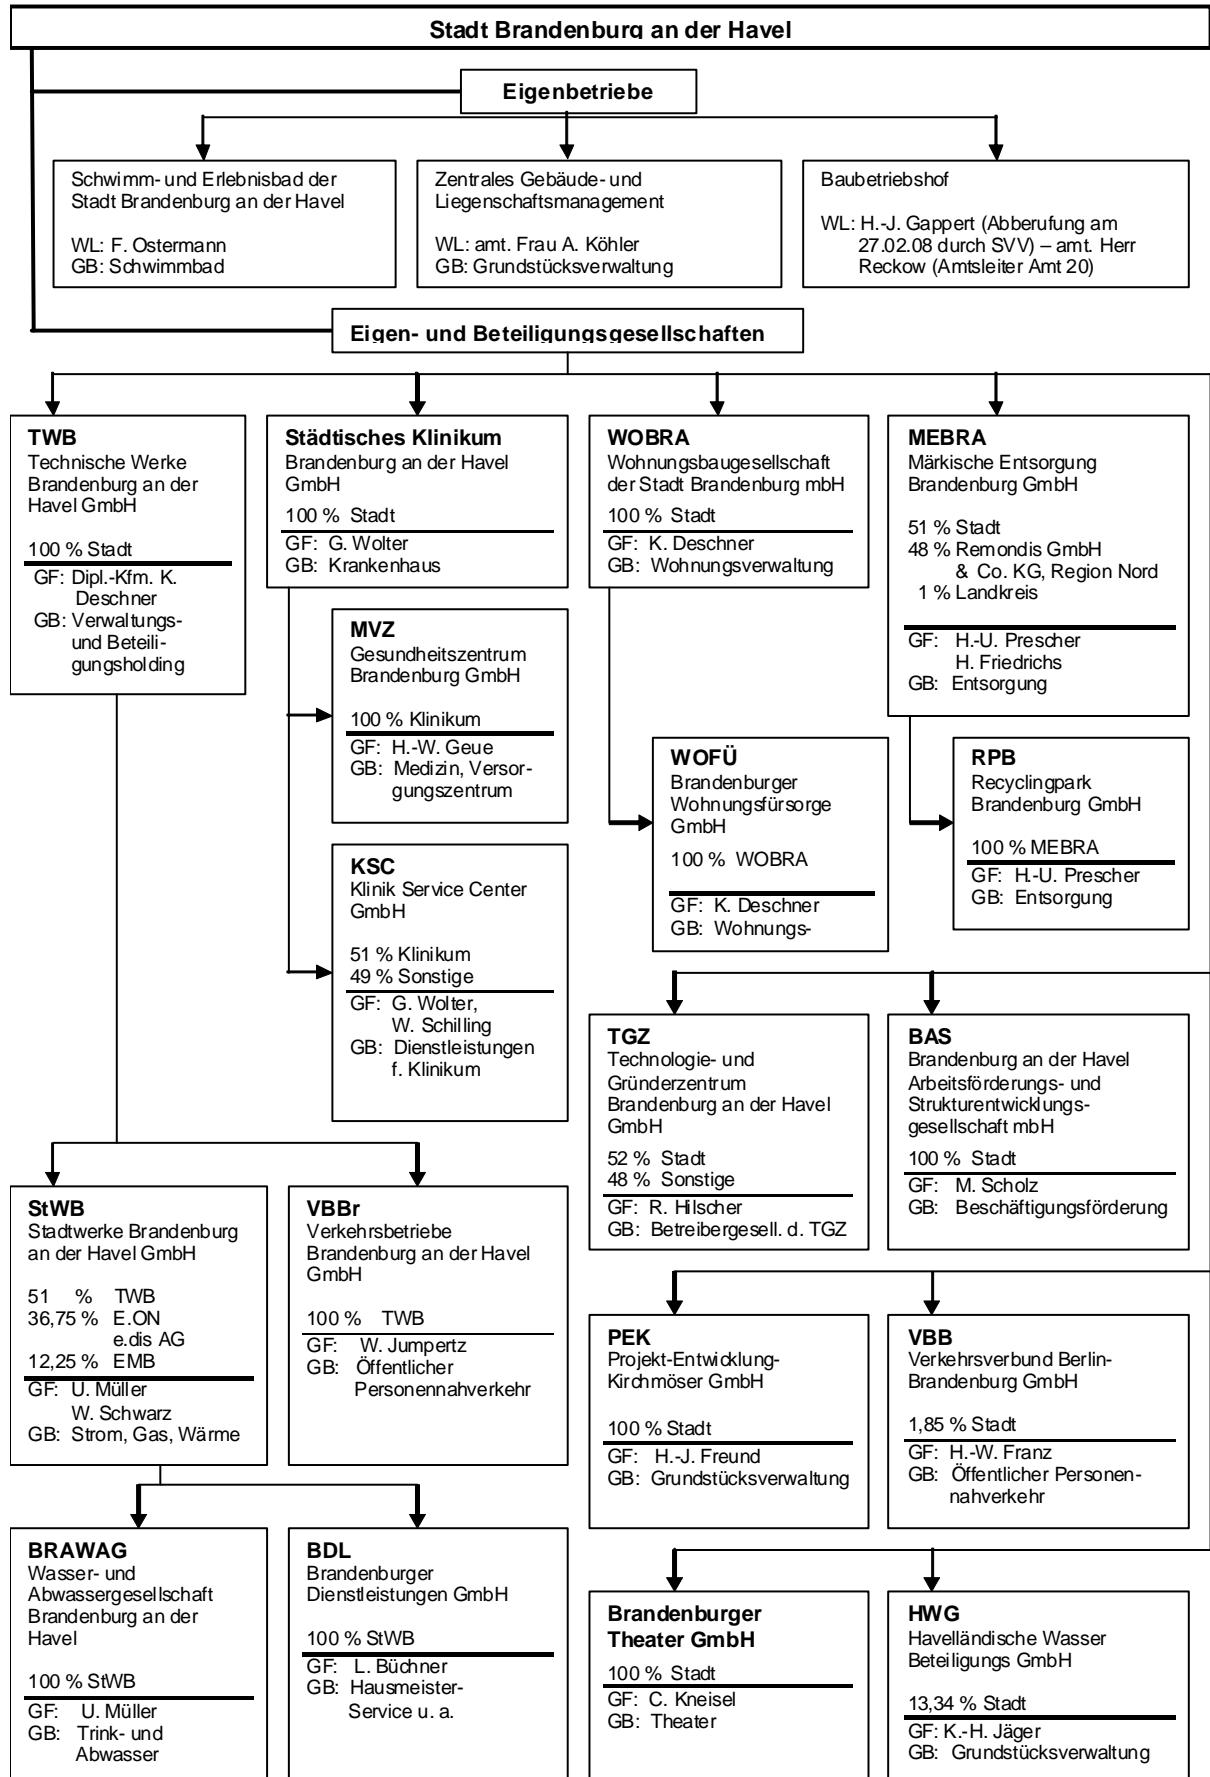 Stadt Brandenburg an der Havel
Eigenbetriebe
Schwimm- und Erlebnisbad der
Stadt Brandenburg an der Havel
WL: F. Ostermann
GB: Schwimmbad
Zentrales Gebäude- und
Liegenschaftsmanagement
WL: amt. Frau A. Köhler
GB: Grundstücksverwaltung
Baubetriebshof
WL: H.-J. Gappert (Abberufung am
27.02.08 durch SVV) – amt. Herr
Reckow (Amtsleiter Amt 20)
Eigen- und Beteiligungsgesellschaften
TWB
Technische Werke
Brandenburg an der
Havel GmbH
100 % Stadt
GF: Dipl.-Kfm. K.
Deschner
GB: Verwaltungs-
und Beteili-
gungsholding
Städtisches Klinikum
Brandenburg an der Havel
GmbH
100 % Stadt
GF: G. Wolter
GB: Krankenhaus
WOBRA
Wohnungsbaugesellschaft
der Stadt Brandenburg mbH
100 % Stadt
GF: K. Deschner
GB: Wohnungsverwaltung
MEBRA
Märkische Entsorgung
Brandenburg GmbH
51 % Stadt
48 % Remondis GmbH
& Co. KG, Region Nord
1 % Landkreis
GF: H.-U. Prescher
H. Friedrichs
GB: Entsorgung
MVZ
Gesundheitszentrum
Brandenburg GmbH
100 % Klinikum
GF: H.-W. Geue
GB: Medizin, Versor-
gungszentrum
WOFÜ
Brandenburger
Wohnungsfürsorge
GmbH
100 % WOBRA
GF: K. Deschner
GB: Wohnungs-
RPB
Recyclingpark
Brandenburg GmbH
100 % MEBRA
GF: H.-U. Prescher
GB: Entsorgung
KSC
Klinik Service Center
GmbH
51 % Klinikum
49 % Sonstige
GF: G. Wolter,
W. Schilling
GB: Dienstleistungen
f. Klinikum
TGZ
Technologie- und
Gründerzentrum
Brandenburg an der Havel
GmbH
52 % Stadt
48 % Sonstige
GF: R. Hilscher
GB: Betreibergesell. d. TGZ
BAS
Brandenburg an der Havel
Arbeitsförderungs- und
Strukturentwicklungs-
gesellschaft mbH
100 % Stadt
GF: M. Scholz
GB: Beschäftigungsförderung
StWB
Stadtwerke Brandenburg
an der Havel GmbH
51 % TWB
36,75 % E.ON
e.dis AG
12,25 % EMB
GF: U. Müller
W. Schwarz
GB: Strom, Gas, Wärme
VBBr
Verkehrsbetriebe
Brandenburg an der Havel
GmbH
100 % TWB
GF: W. Jumpertz
GB: Öffentlicher
Personennahverkehr
PEK
Projekt-Entwicklung-
Kirchmöser GmbH
100 % Stadt
GF: H.-J. Freund
GB: Grundstücksverwaltung
VBB
Verkehrsverbund Berlin-
Brandenburg GmbH
1,85 % Stadt
GF: H.-W. Franz
GB: Öffentlicher Personen-
nahverkehr
BRAWAG
Wasser- und
Abwassergesellschaft
Brandenburg an der
Havel
100 % StWB
GF: U. Müller
GB: Trink- und
Abwasser
BDL
Brandenburger
Dienstleistungen GmbH
100 % StWB
GF: L. Büchner
GB: Hausmeister-
Service u. a.
Brandenburger
Theater GmbH
100 % Stadt
GF: C. Kneisel
GB: Theater
HWG
Havelländische Wasser
Beteiligungs GmbH
13,34 % Stadt
GF: K.-H. Jäger
GB: Grundstücksverwaltung